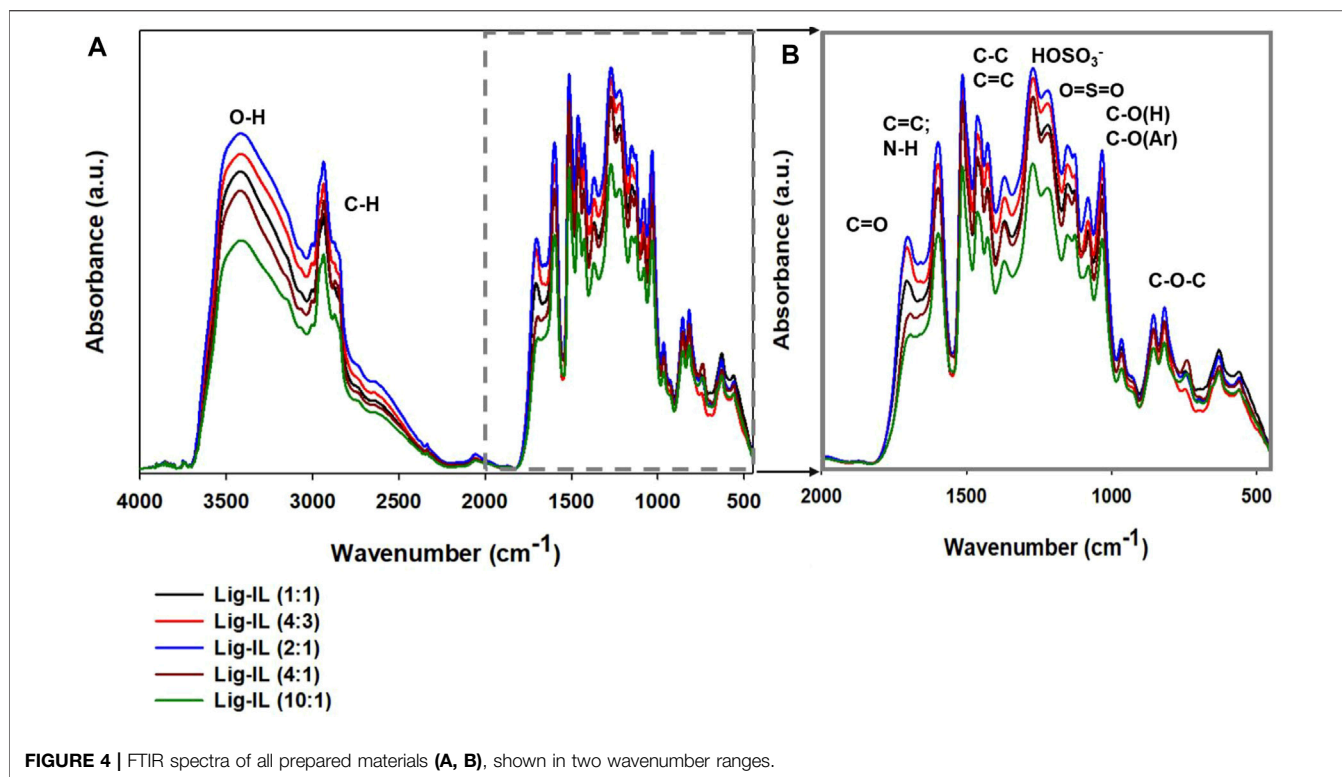 A
O-H
C-H
Absorbance (a.u.)
4000 3500 3000 2500 2000 1500 1000 500
Wavenumber (cm-1)
B
C-C
C=C
HOSO3-
O=S=O
C-O(H)
C-O(Ar)
C=C;
N-H
C=O
C-O-C
Absorbance (a.u.)
2000 1500 1000 500
Wavenumber (cm-1)
Lig-IL (1:1)
Lig-IL (4:3)
Lig-IL (2:1)
Lig-IL (4:1)
Lig-IL (10:1)
FIGURE 4 | FTIR spectra of all prepared materials (A, B), shown in two wavenumber ranges.